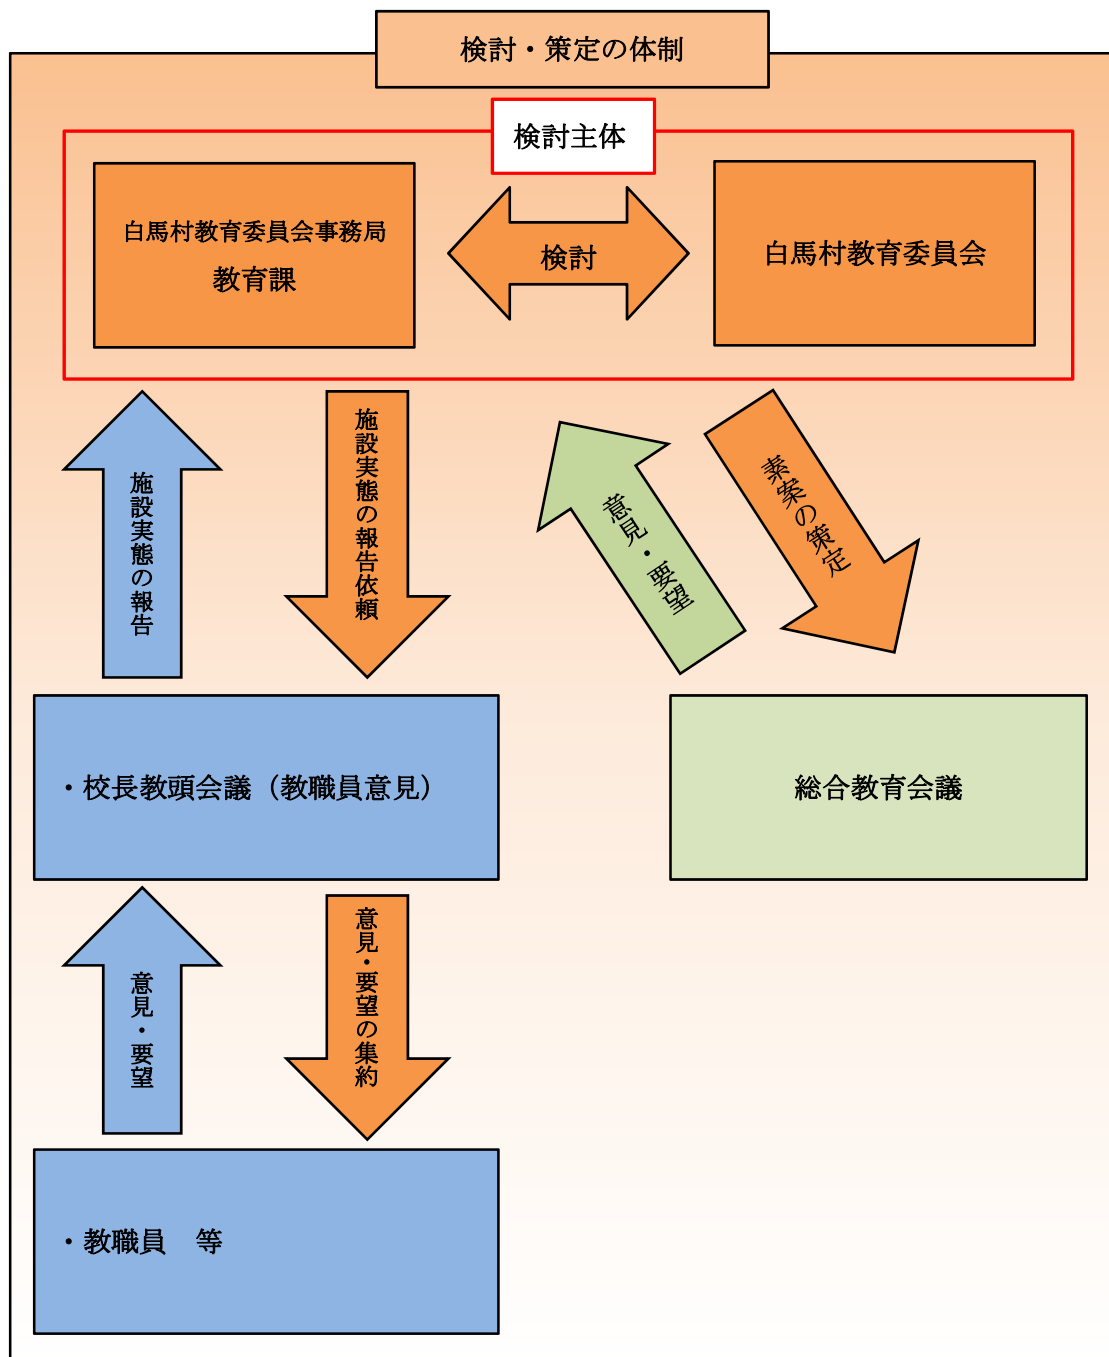 検討・策定の体制
検討主体
白馬村教育委員会事務局
教育課
検討
白馬村教育委員会
施設実態の報告
施設実態の報告依頼
意見・要望
素案の策定
・校長教頭会議（教職員意見）
総合教育会議
意見・要望
意見・要望の集約
・教職員　等